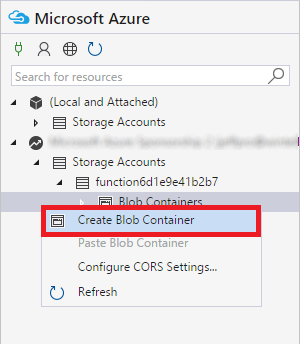 Microsoft Azure
Search for resources
(Local and Attached)
Storage Accounts
Storage Accounts
function6d1e9e41b2b7
Blob Containers
Create Blob Container
Paste Blob Container
Configure CORS Settings...
Refresh